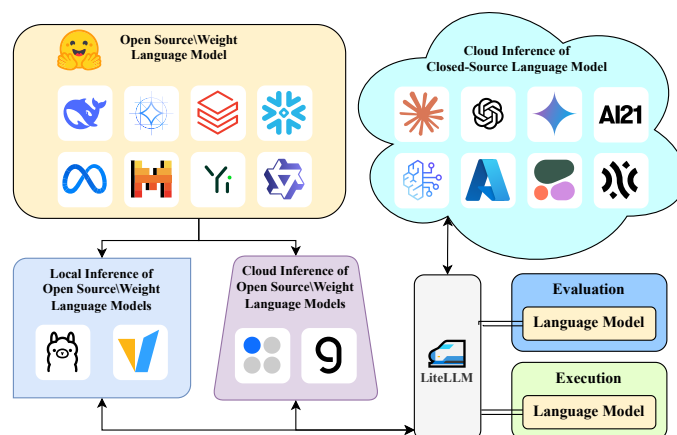 Open Source\Weight
Language Model
Cloud Inference of
Closed-Source Language Model
AI21
Yi
Local Inference of
Open Source\Weight
Language Models
Cloud Inference of
Open Source\Weight
Language Models
LiteLLM
Evaluation
Language Model
Execution
Language Model